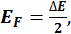 E_F = ΔE/2,